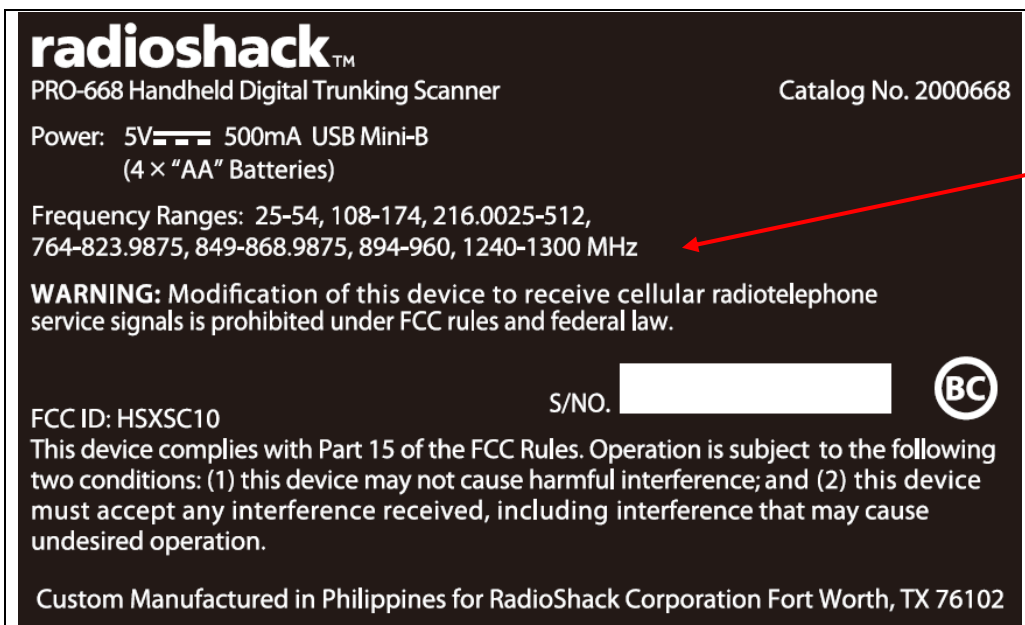 radioshack™
PRO-668 Handheld Digital Trunking Scanner Catalog No. 2000668
Power: 5V 500mA USB Mini-B
(4 × “AA” Batteries)
Frequency Ranges: 25-54, 108-174, 216.0025-512,
764-823.9875, 849-868.9875, 894-960, 1240-1300 MHz
WARNING: Modification of this device to receive cellular radiotelephone
service signals is prohibited under FCC rules and federal law.
S/NO. BC
FCC ID: HSXSC10
This device complies with Part 15 of the FCC Rules. Operation is subject to the following
two conditions: (1) this device may not cause harmful interference; and (2) this device
must accept any interference received, including interference that may cause
undesired operation.
Custom Manufactured in Philippines for RadioShack Corporation Fort Worth, TX 76102